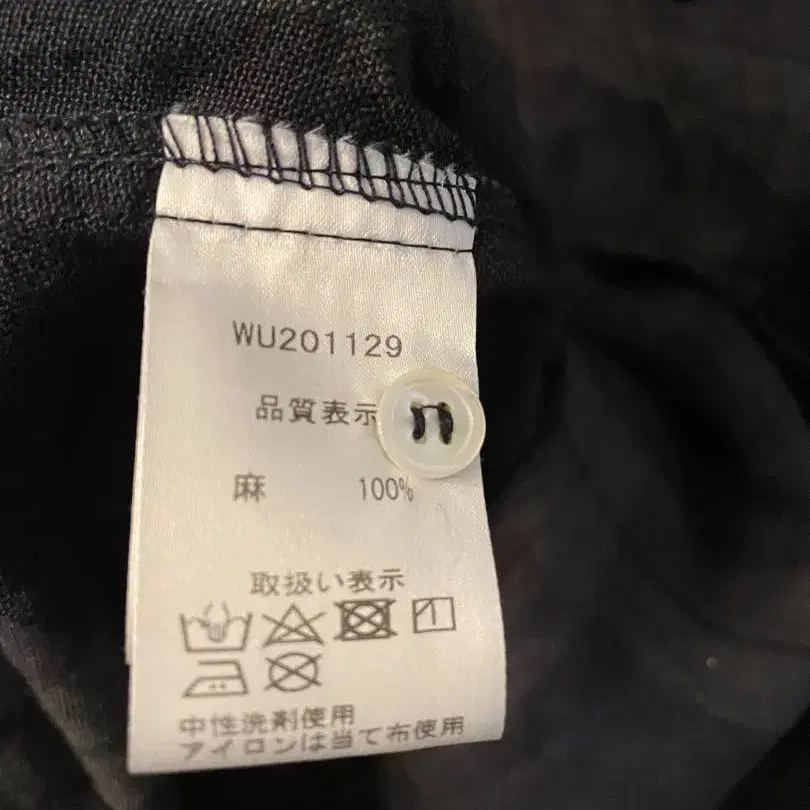 WU201129
品質表示
麻 100%
取扱い表示
中性洗剤使用
アイロンは当て布使用